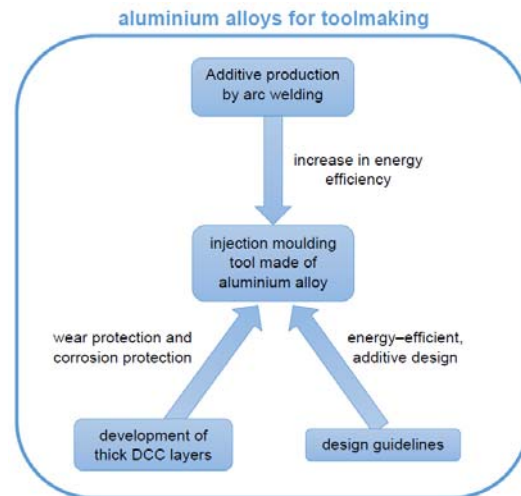 aluminium alloys for toolmaking
Additive production
by arc welding
increase in energy
efficiency
injection moulding
tool made of
aluminium alloy
wear protection and
corrosion protection
energy–efficient,
additive design
development of
thick DCC layers
design guidelines